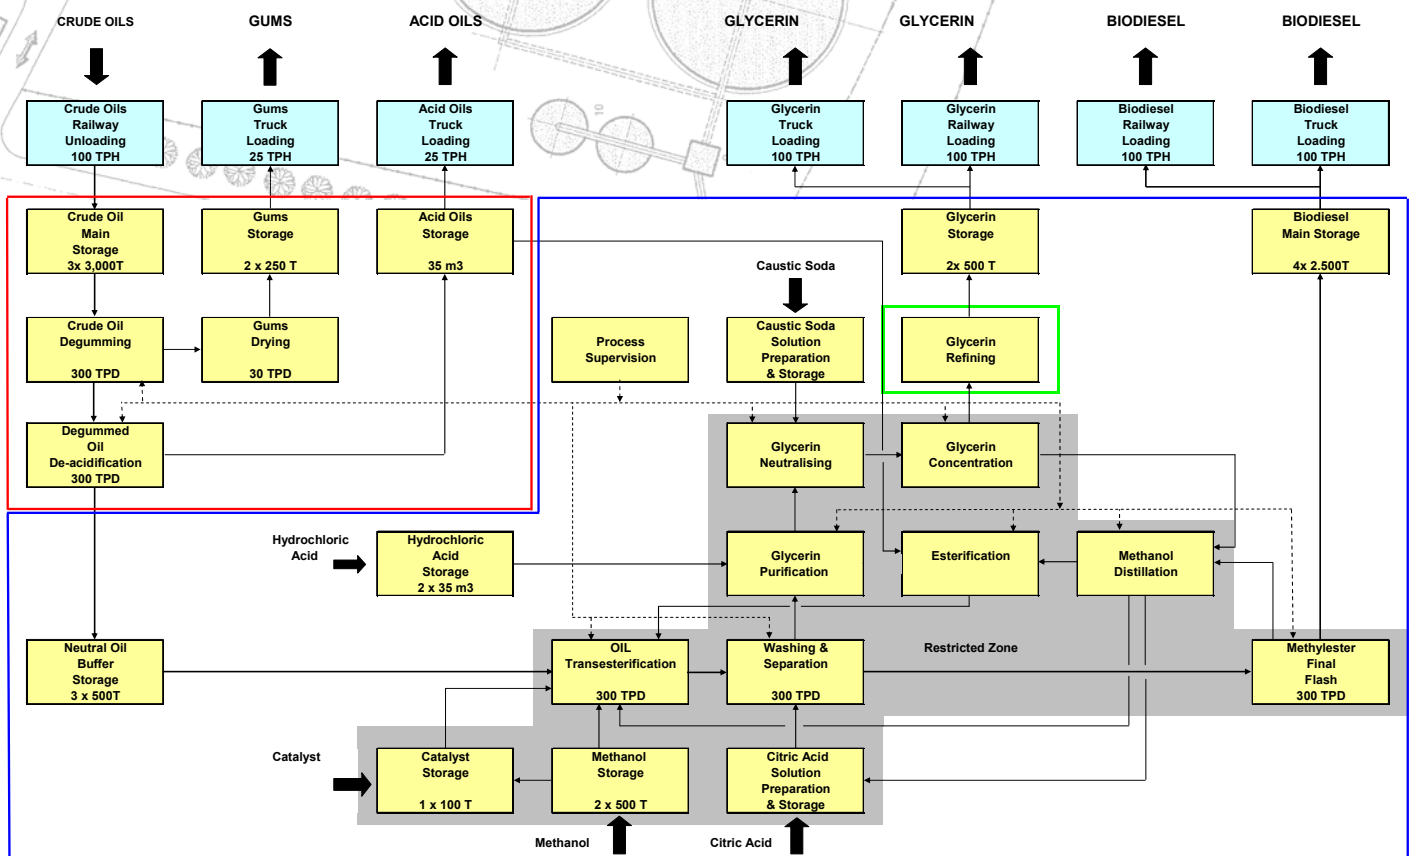 CRUDE OILS
GUMS
ACID OILS
GLYCERIN
GLYCERIN
BIODIESEL
BIODIESEL
Crude Oils
Railway
Unloading
100 TPH
Gums
Truck
Loading
25 TPH
Acid Oils
Truck
Loading
25 TPH
Glycerin
Truck
Loading
100 TPH
Glycerin
Railway
Loading
100 TPH
Biodiesel
Railway
Loading
100 TPH
Biodiesel
Truck
Loading
100 TPH
10
Crude Oil
Main
Storage
3x 3,000T
Gums
Storage
2 x 250 T
Acid Oils
Storage
35 m3
Glycerin
Storage
2x 500 T
Biodiesel
Main Storage
4x 2.500T
Caustic Soda
Crude Oil
Degumming
300 TPD
Gums
Drying
30 TPD
Process
Supervision
Caustic Soda
Solution
Preparation
& Storage
Glycerin
Refining
Degummed
Oil
De-acidification
300 TPD
Glycerin
Neutralising
Glycerin
Concentration
Hydrochloric
Acid
Hydrochloric
Acid
Storage
2 x 35 m3
Glycerin
Purification
Esterification
Methanol
Distillation
Neutral Oil
Buffer
Storage
3 x 500T
OIL
Transesterification
300 TPD
Washing &
Separation
300 TPD
Restricted Zone
Methylester
Final
Flash
300 TPD
Catalyst
Catalyst
Storage
1 x 100 T
Methanol
Storage
2 x 500 T
Citric Acid
Solution
Preparation
& Storage
Methanol
Citric Acid